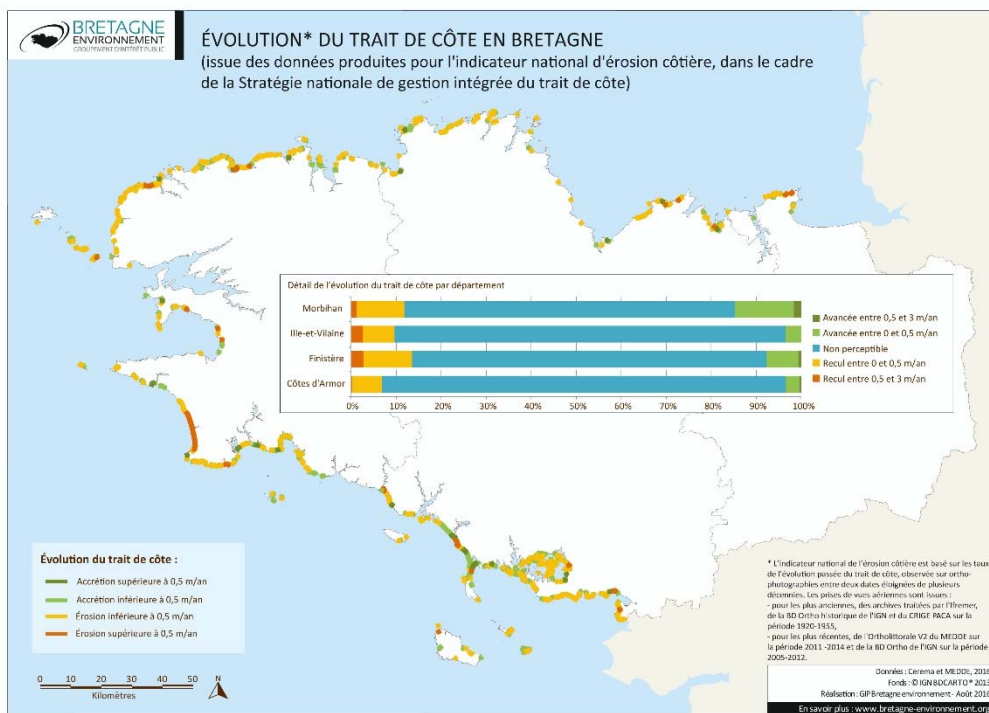 BRETAGNE
ENVIRONNEMENT
GROUPEMENT D'INTÉRÊT PUBLIC
ÉVOLUTION* DU TRAIT DE CÔTE EN BRETAGNE
(issue des données produites pour l'indicateur national d'érosion côtière, dans le cadre
de la Stratégie nationale de gestion intégrée du trait de côte)
Détail de l'évolution du trait de côte par département
Morbihan
Ille-et-Vilaine
Finistère
Côtes d'Armor
0% 10% 20% 30% 40% 50% 60% 70% 80% 90% 100%
Avancée entre 0,5 et 3 m/an
Avancée entre 0 et 0,5 m/an
Non perceptible
Recul entre 0 et 0,5 m/an
Recul entre 0,5 et 3 m/an
Évolution du trait de côte :
Accrétion supérieure à 0,5 m/an
Accrétion inférieure à 0,5 m/an
Érosion inférieure à 0,5 m/an
Érosion supérieure à 0,5 m/an
0 10 20 30 40 50
Kilomètres
N
* L'indicateur national de l'érosion côtière est basé sur les taux
de l'évolution passée du trait de côte, observée sur ortho-
photographies entre deux dates éloignées de plusieurs
décennies. Les prises de vues aériennes sont issues :
- pour les plus anciennes, des archives traitées par l'Ifremer,
de la BD Ortho historique de l'IGN et du CRIGE PACA sur la
période 1920-1955,
- pour les plus récentes, de l'Ortholittorale V2 du MEDDE sur
la période 2011 -2014 et de la BD Ortho de l'IGN sur la période
2005-2012.
Données : Cerema et MEDDE, 2016
Fonds : © IGN BDCARTO® 2013
Réalisation : GIP Bretagne environnement - Août 2016
En savoir plus : www.bretagne-environnement.org